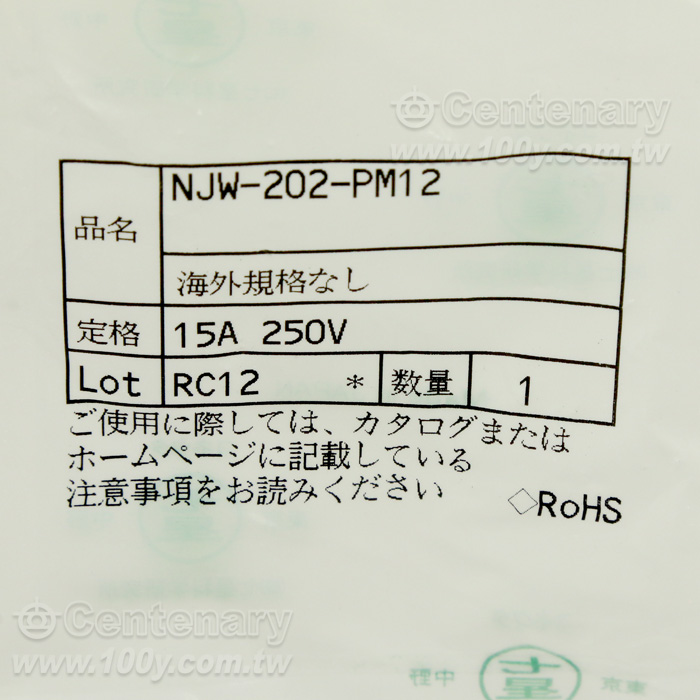 Centenary
www.100y.com.tw
NJW-202-PM12
品名
海外規格なし
定格 15A 250V
Lot RC12 * 数量 1
ご使用に際しては、カタログまたは
ホームページに記載している
注意事項をお読みください
◇RoHS
Centenary
www.100y.com.tw